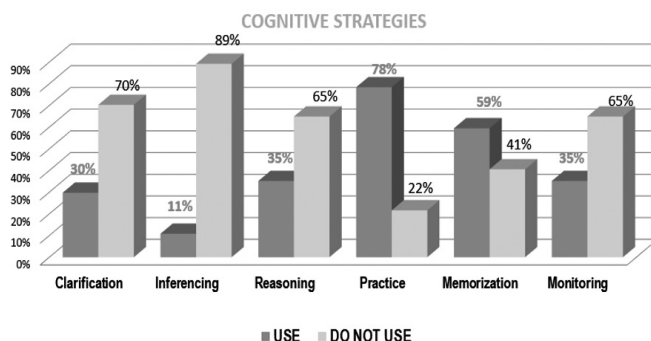 COGNITIVE STRATEGIES
90%
80%
70%
60%
50%
40%
30%
20%
10%
0%
30% 70% 11% 89% 35% 65% 78% 22% 59% 41% 35% 65%
Clarification Inferencing Reasoning Practice Memorization Monitoring
USE DO NOT USE